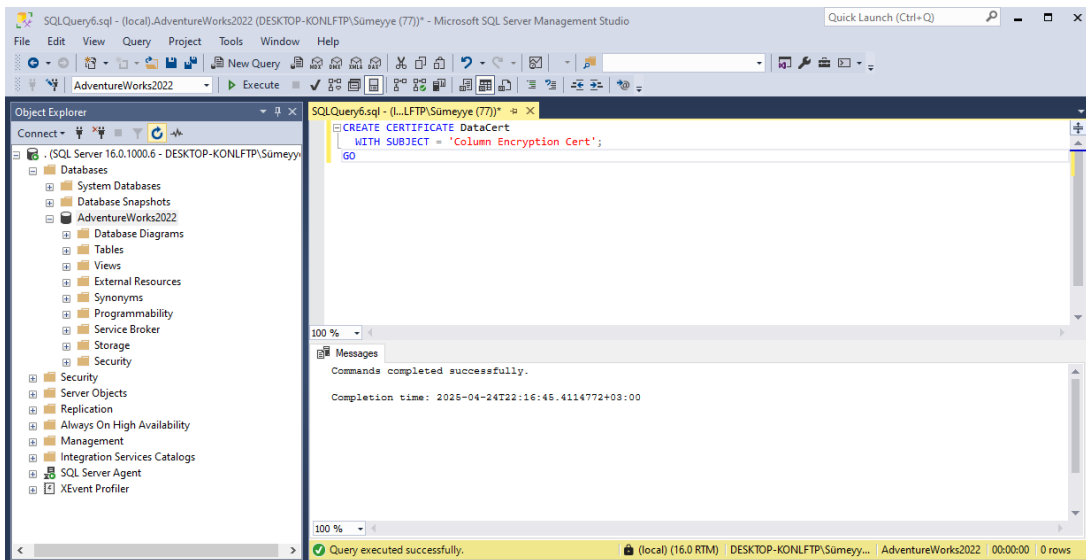 SQLQuery6.sql - (local).AdventureWorks2022 (DESKTOP-KONLFTP\Sümeyye (77))* - Microsoft SQL Server Management Studio
Quick Launch (Ctrl+Q)
File Edit View Query Project Tools Window Help
New Query
MDX DMX XMLA DAX
AdventureWorks2022
Execute
Object Explorer
SQLQuery6.sql - (l...LFTP\Sümeyye (77))*
Connect
. (SQL Server 16.0.1000.6 - DESKTOP-KONLFTP\Sümeyy
Databases
System Databases
Database Snapshots
AdventureWorks2022
Database Diagrams
Tables
Views
External Resources
Synonyms
Programmability
Service Broker
Storage
Security
Security
Server Objects
Replication
Always On High Availability
Management
Integration Services Catalogs
SQL Server Agent
XEvent Profiler
CREATE CERTIFICATE DataCert
WITH SUBJECT = 'Column Encryption Cert';
GO
100 %
Messages
Commands completed successfully.
Completion time: 2025-04-24T22:16:45.4114772+03:00
100 %
Query executed successfully.
(local) (16.0 RTM) DESKTOP-KONLFTP\Sümeyy... AdventureWorks2022 00:00:00 0 rows